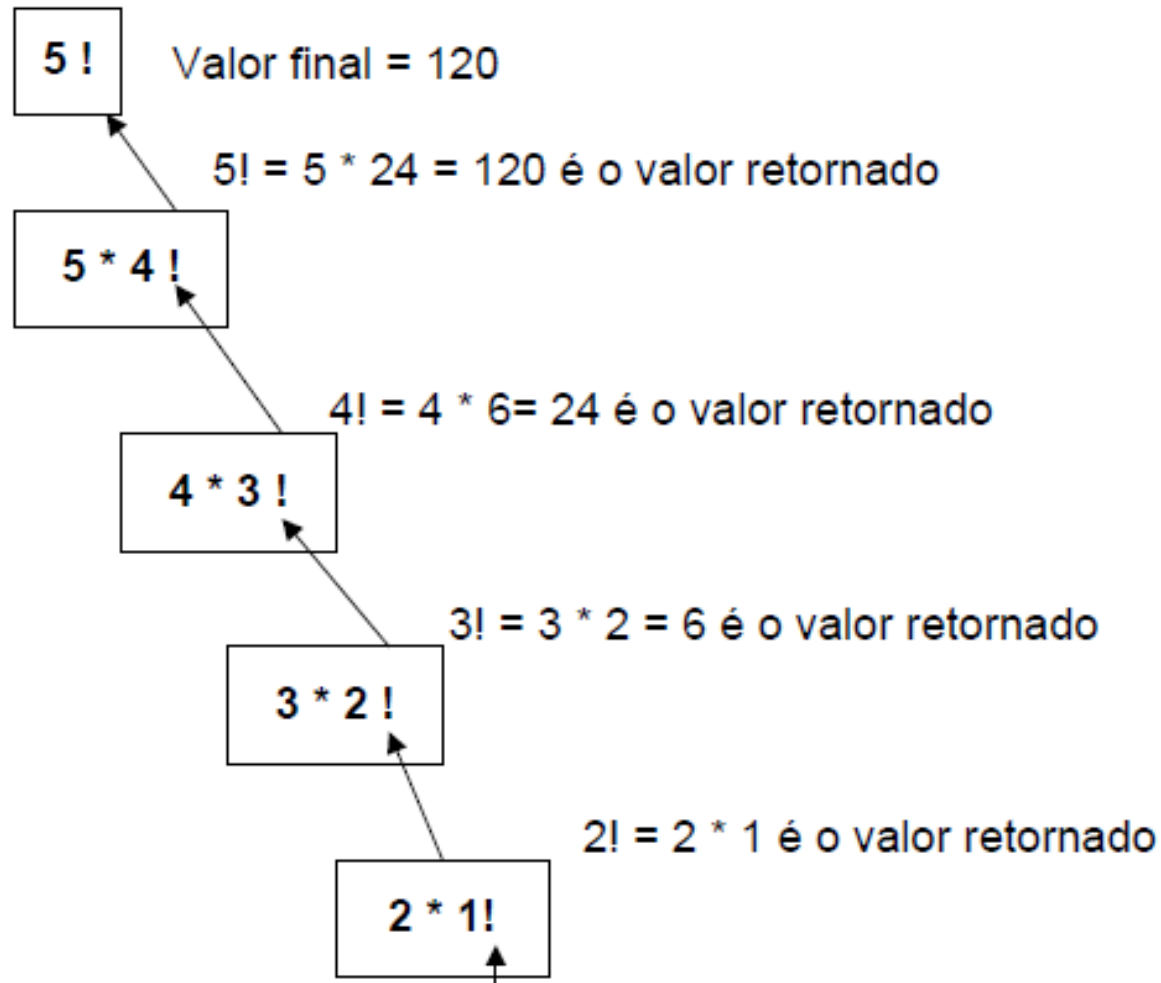 5 ! Valor final = 120
5! = 5 * 24 = 120 é o valor retornado
5 * 4 !
4! = 4 * 6= 24 é o valor retornado
4 * 3 !
3! = 3 * 2 = 6 é o valor retornado
3 * 2 !
2! = 2 * 1 é o valor retornado
2 * 1!